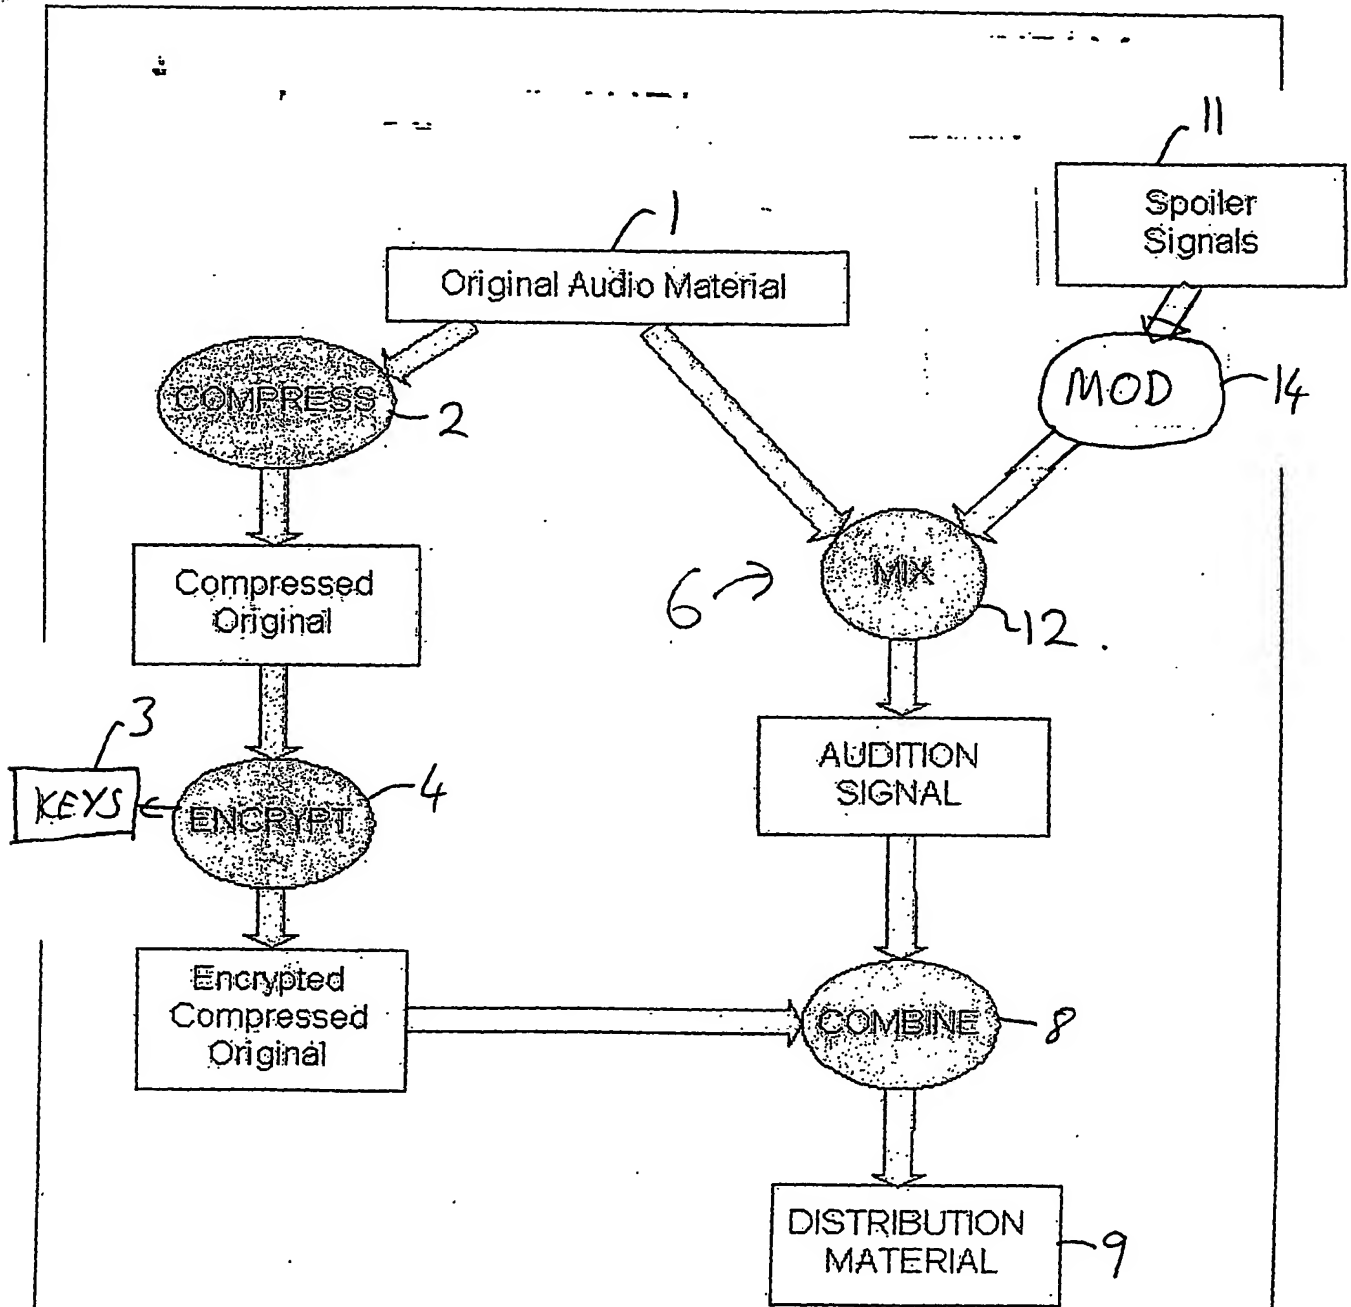 11
Spoiler
Signals
1
Original Audio Material
COMPRESS
2
MOD
14
Compressed
Original
MIX
6
12
3
KEYS
ENCRYPT
4
AUDITION
SIGNAL
Encrypted
Compressed
Original
COMBINE
8
DISTRIBUTION
MATERIAL
9